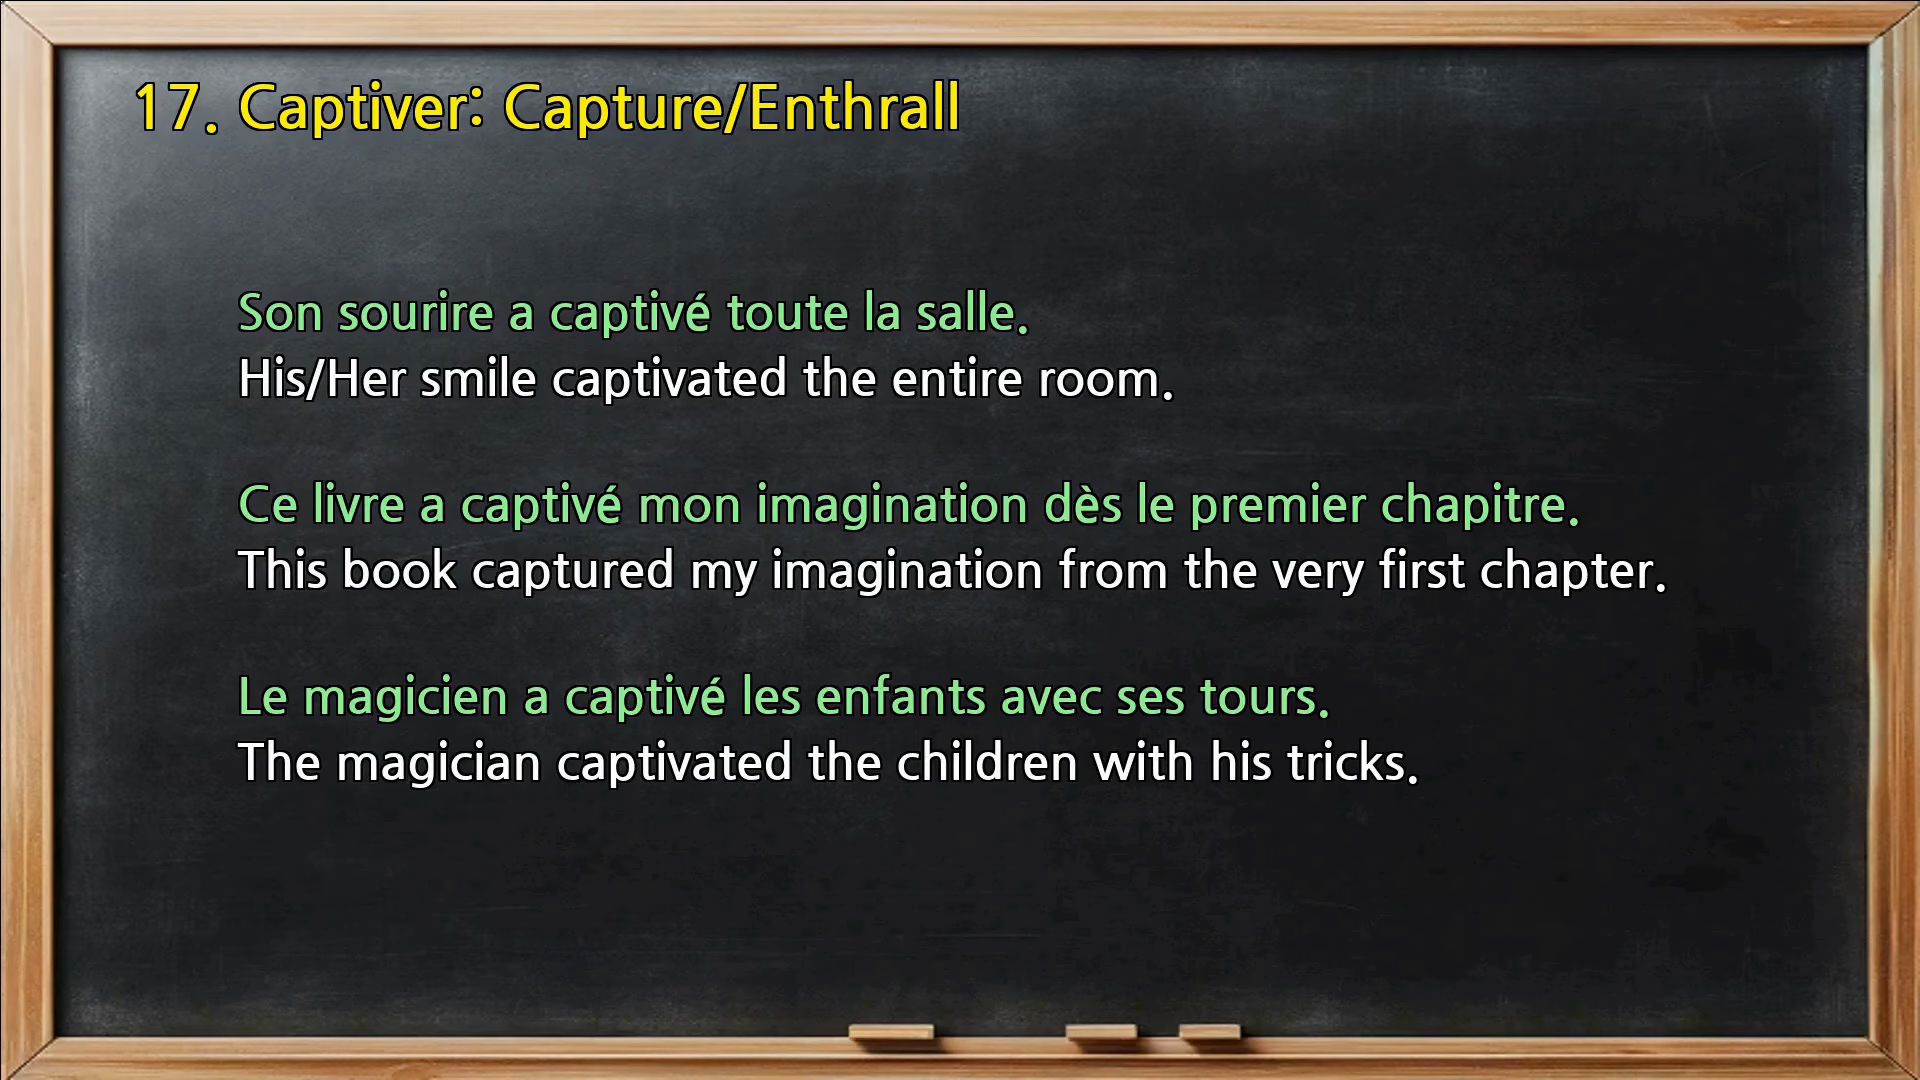 17. Captiver: Capture/Enthrall
Son sourire a captivé toute la salle.
His/Her smile captivated the entire room.
Ce livre a captivé mon imagination dès le premier chapitre.
This book captured my imagination from the very first chapter.
Le magicien a captivé les enfants avec ses tours.
The magician captivated the children with his tricks.